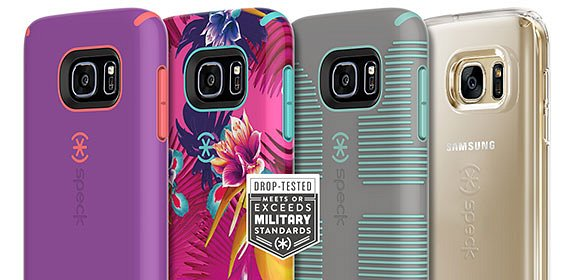 speck
speck
speck
SAMSUNG
speck
DROP-TESTED
MEETS OR
EXCEEDS
MILITARY
STANDARDS